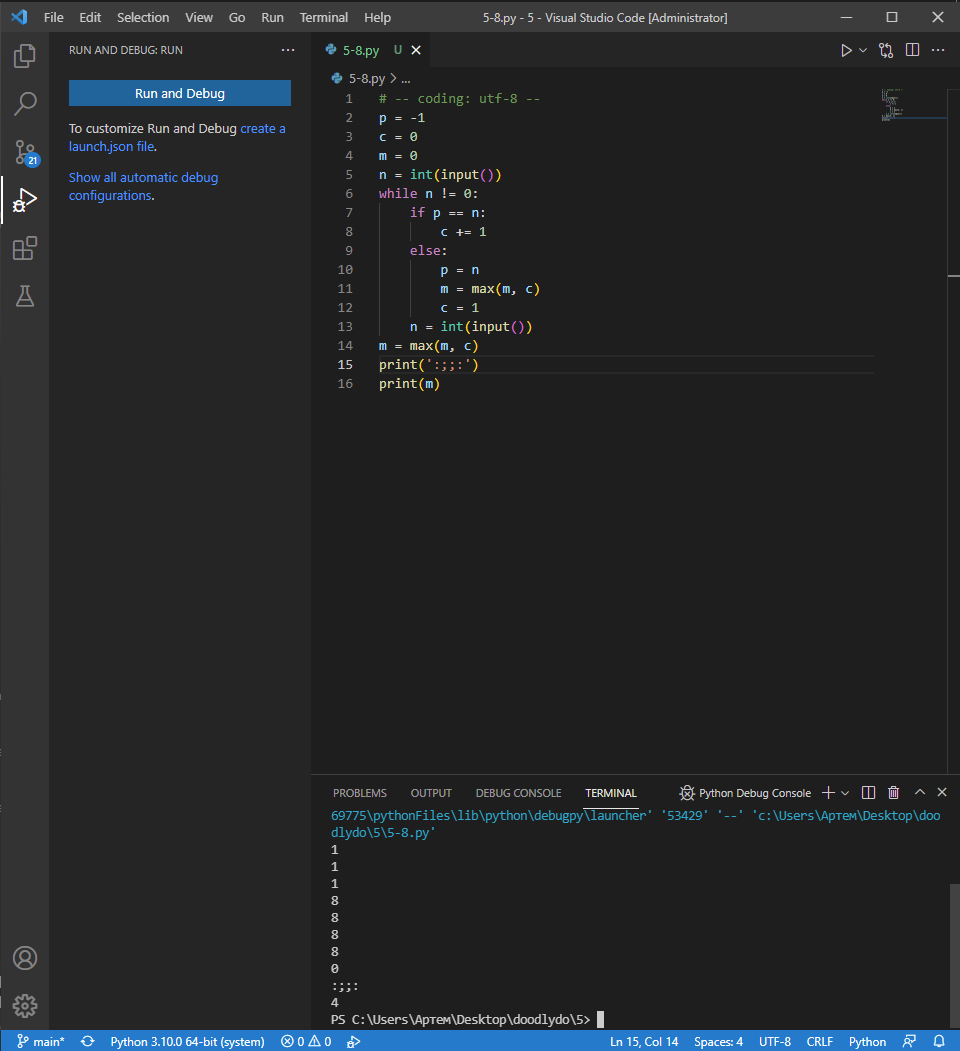 File Edit Selection View Go Run Terminal Help 5-8.py - 5 - Visual Studio Code [Administrator]
RUN AND DEBUG: RUN ...
Run and Debug
To customize Run and Debug create a
launch.json file.
Show all automatic debug
configurations.
21
5-8.py U
5-8.py > ...
1 # -- coding: utf-8 --
2 p = -1
3 c = 0
4 m = 0
5 n = int(input())
6 while n != 0:
7     if p == n:
8         c += 1
9     else:
10         p = n
11         m = max(m, c)
12         c = 1
13     n = int(input())
14 m = max(m, c)
15 print(':;;:')
16 print(m)
PROBLEMS OUTPUT DEBUG CONSOLE TERMINAL Python Debug Console
69775\pythonFiles\lib\python\debugpy\launcher' '53429' '--' 'c:\Users\Артем\Desktop\doo
dlydo\5\5-8.py'
1
1
1
8
8
8
8
0
:;;:
4
PS C:\Users\Артем\Desktop\doodlydo\5>
main* Python 3.10.0 64-bit (system) 0 0 Ln 15, Col 14 Spaces: 4 UTF-8 CRLF Python